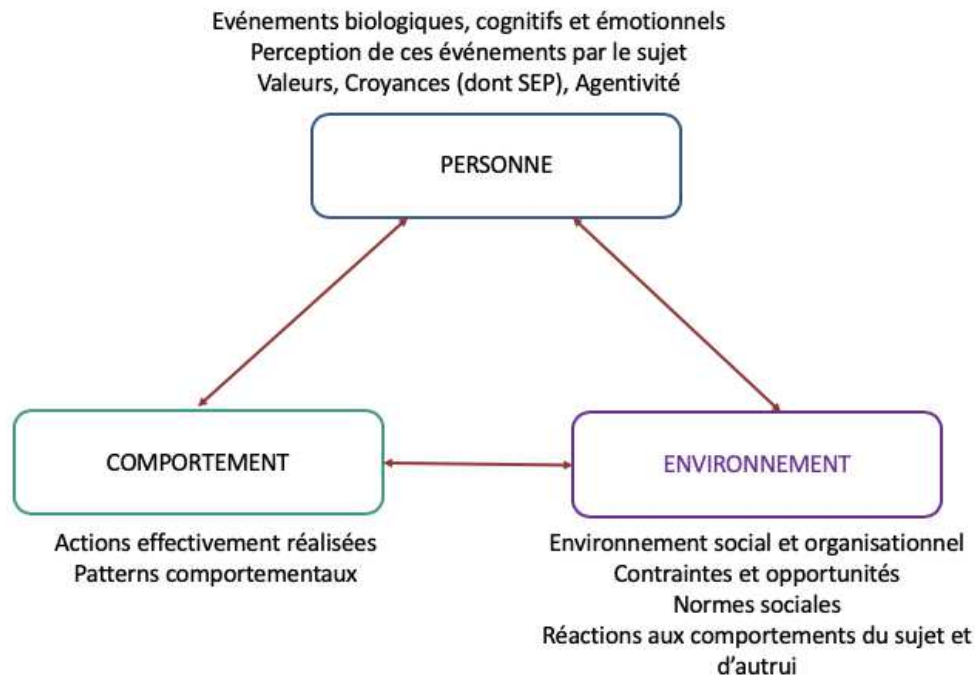 Evénements biologiques, cognitifs et émotionnels
Perception de ces événements par le sujet
Valeurs, Croyances (dont SEP), Agentivité
PERSONNE
COMPORTEMENT
ENVIRONNEMENT
Actions effectivement réalisées
Patterns comportementaux
Environnement social et organisationnel
Contraintes et opportunités
Normes sociales
Réactions aux comportements du sujet et
d'autrui